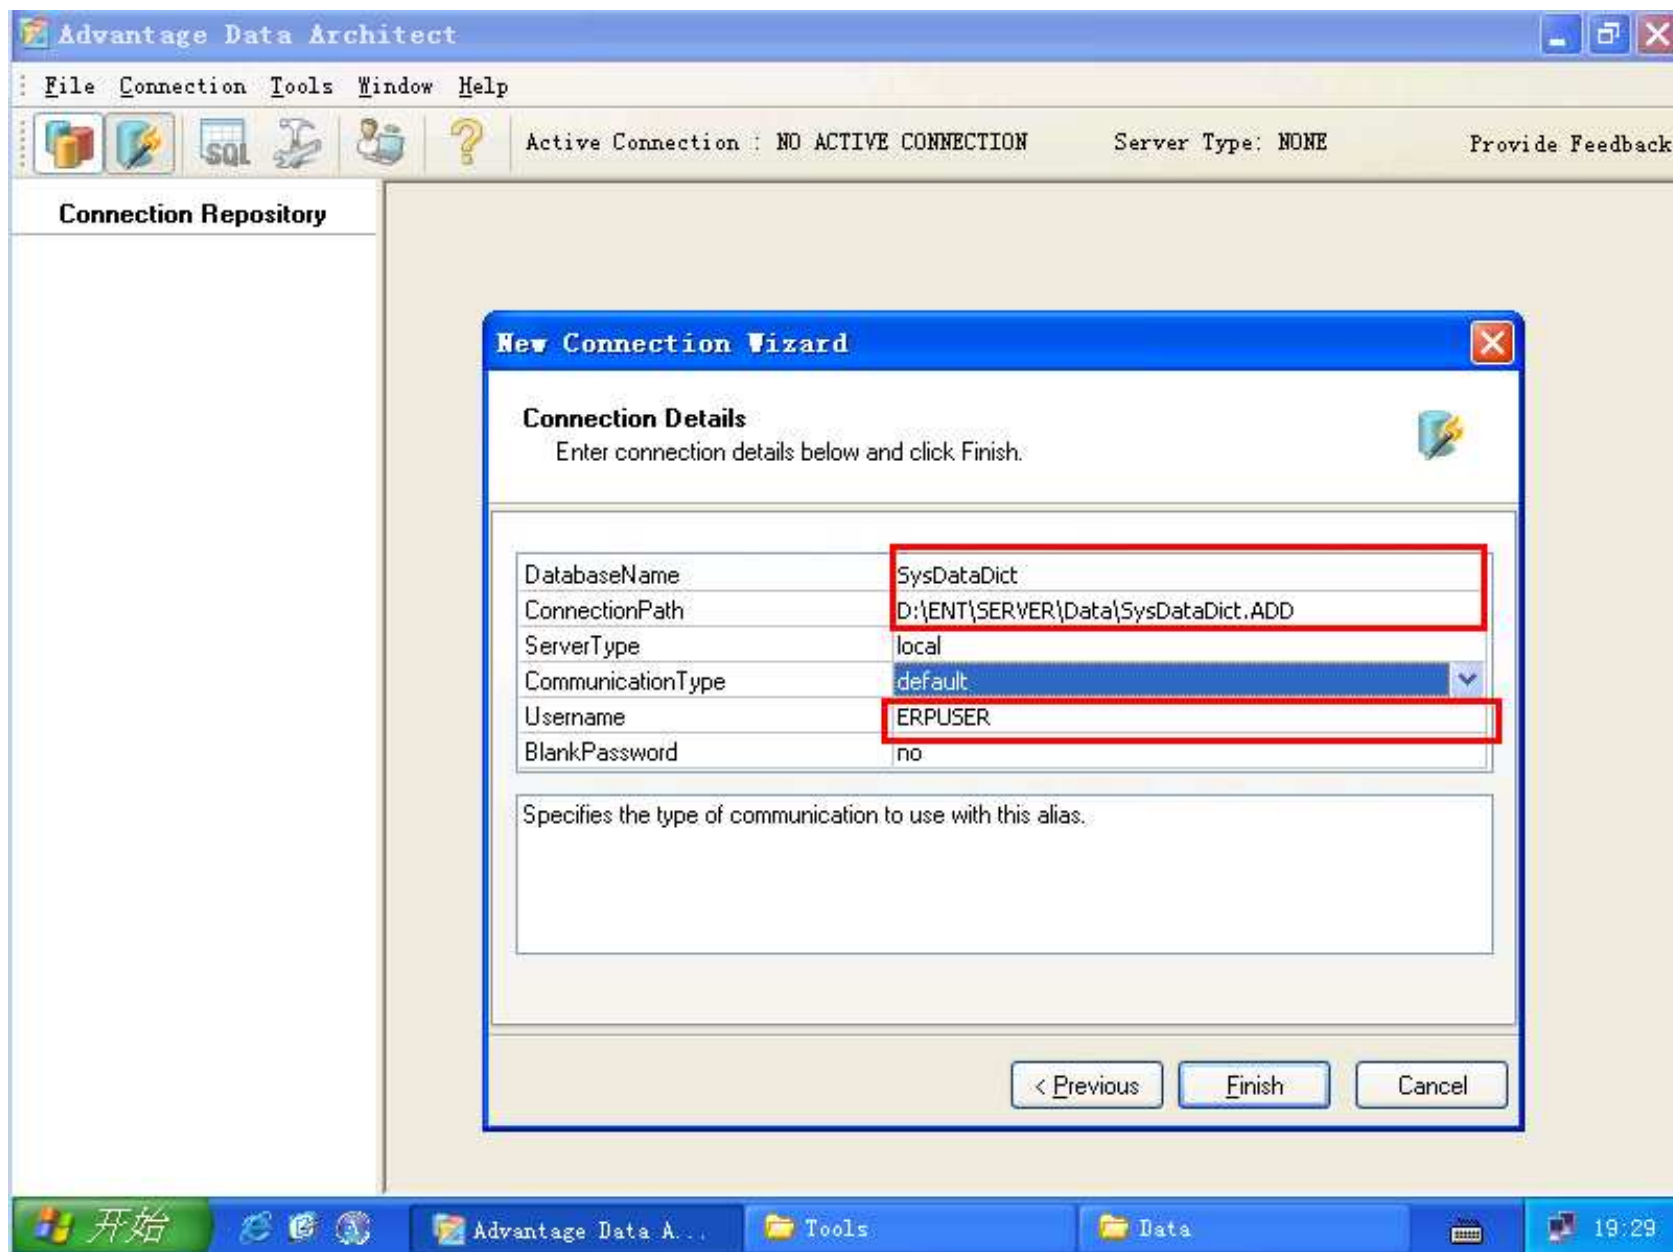 Advantage Data Architect
File Connection Tools Window Help
SQL Active Connection : NO ACTIVE CONNECTION Server Type: NONE Provide Feedback
Connection Repository
New Connection Wizard
Connection Details
Enter connection details below and click Finish.
DatabaseName SysDataDict
ConnectionPath D:\ENT\SERVER\Data\SysDataDict.ADD
ServerType local
CommunicationType default
Username ERPUSER
BlankPassword no
Specifies the type of communication to use with this alias.
< Previous Finish Cancel
开始 Advantage Data A... Tools Data 19:29